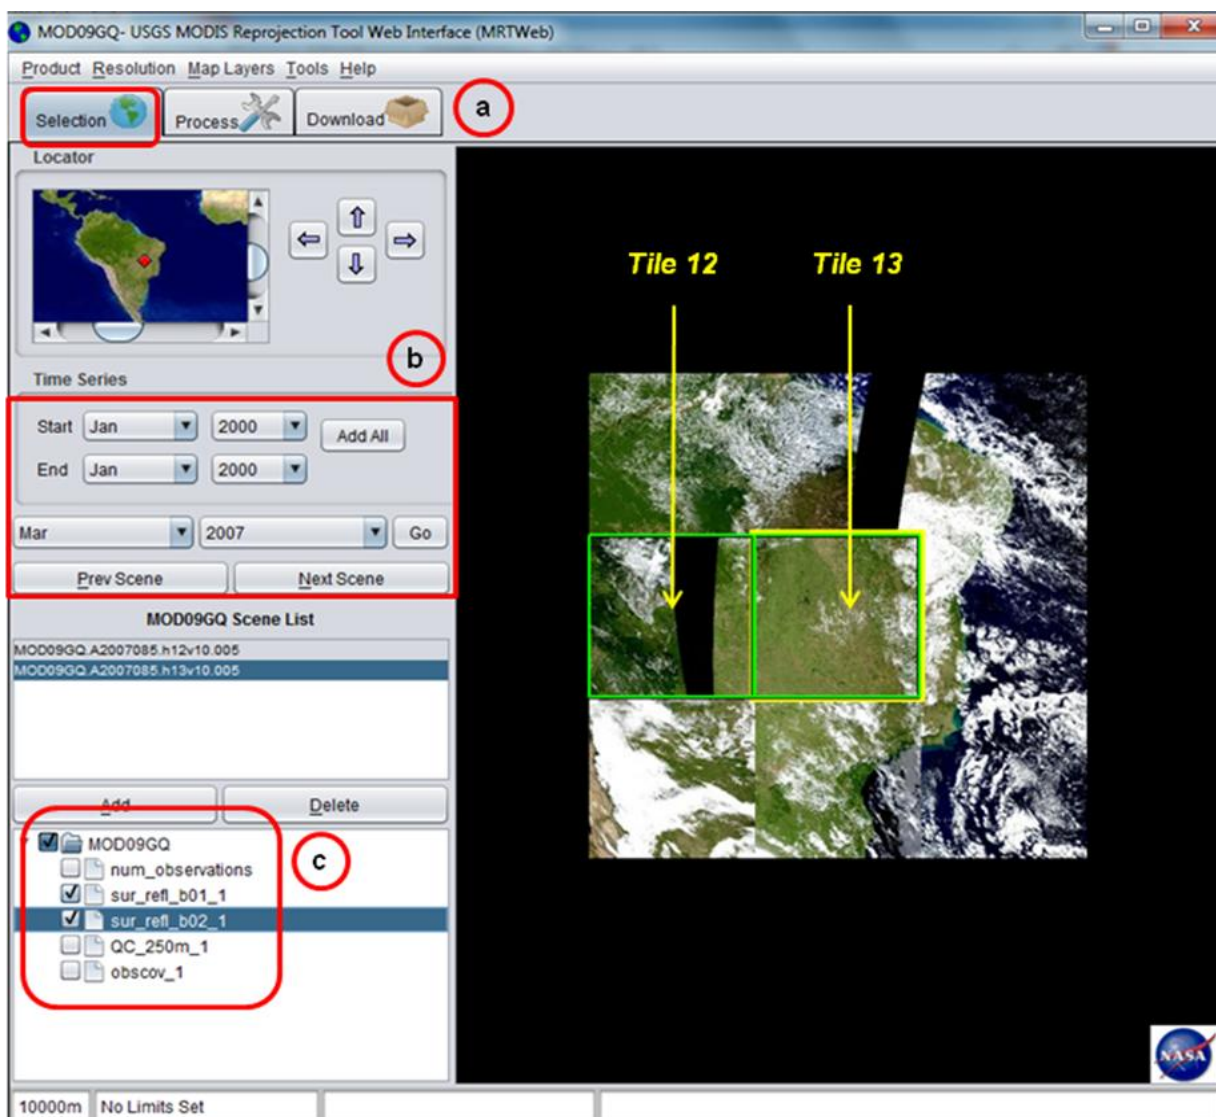 MOD09GQ- USGS MODIS Reprojection Tool Web Interface (MRTWeb)
Product Resolution Map Layers Tools Help
Selection Process Download a
Locator
Tile 12 Tile 13
b
Time Series
Start Jan 2000 Add All
End Jan 2000
Mar 2007 Go
Prev Scene Next Scene
MOD09GQ Scene List
MOD09GQ.A2007085.h12v10.005
MOD09GQ.A2007085.h13v10.005
Add Delete
MOD09GQ
c
num_observations
sur_refl_b01_1
sur_refl_b02_1
QC_250m_1
obscov_1
NASA
10000m No Limits Set